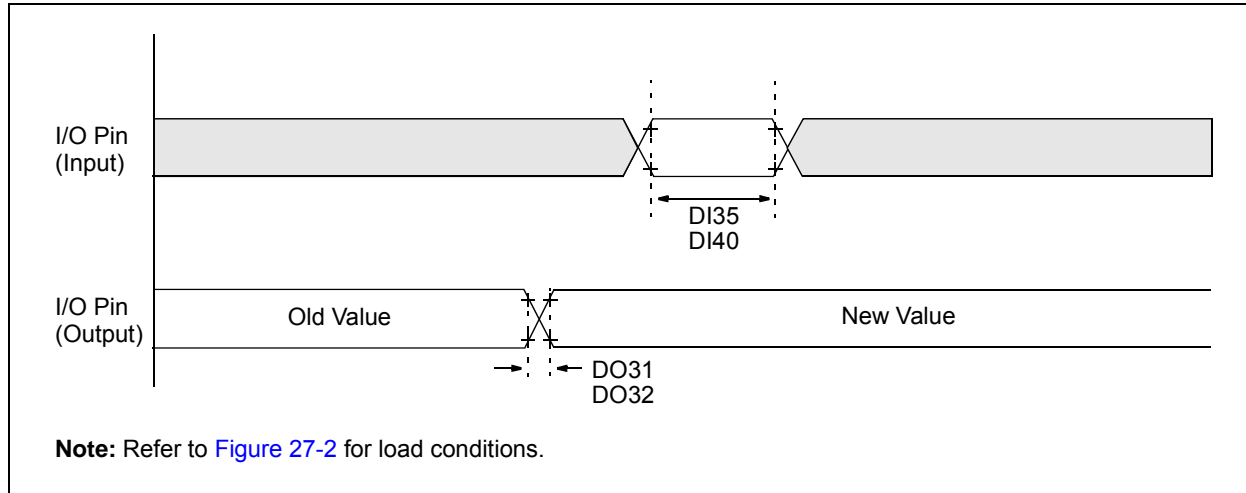 I/O Pin
(Input)
DI35
DI40
I/O Pin
(Output)
Old Value
New Value
DO31
DO32
Note: Refer to Figure 27-2 for load conditions.